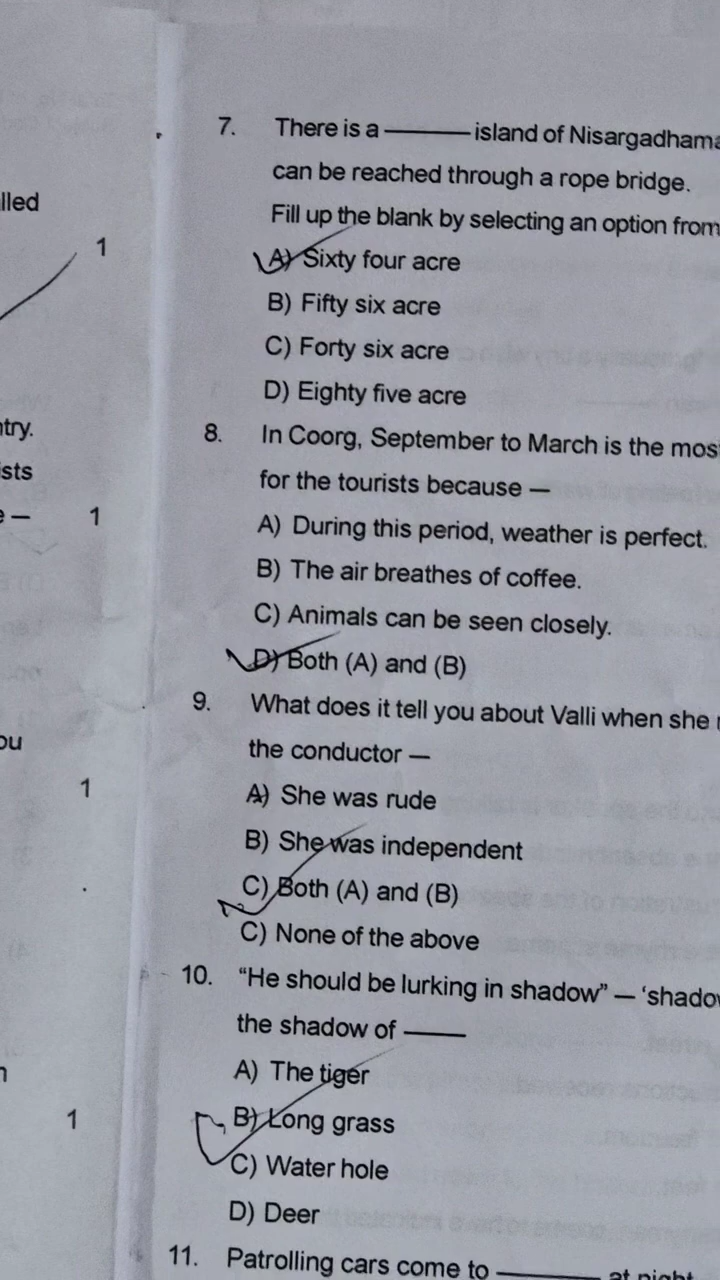 lled
1
try.
ists
1
ou
1
1
7. There is a ——— island of Nisargadhama
can be reached through a rope bridge.
Fill up the blank by selecting an option from
A) Sixty four acre
B) Fifty six acre
C) Forty six acre
D) Eighty five acre
8. In Coorg, September to March is the mos
for the tourists because —
A) During this period, weather is perfect.
B) The air breathes of coffee.
C) Animals can be seen closely.
D) Both (A) and (B)
9. What does it tell you about Valli when she
the conductor —
A) She was rude
B) She was independent
C) Both (A) and (B)
C) None of the above
10. “He should be lurking in shadow” — ‘shado
the shadow of ———
A) The tiger
B) Long grass
C) Water hole
D) Deer
11. Patrolling cars come to ——— at night